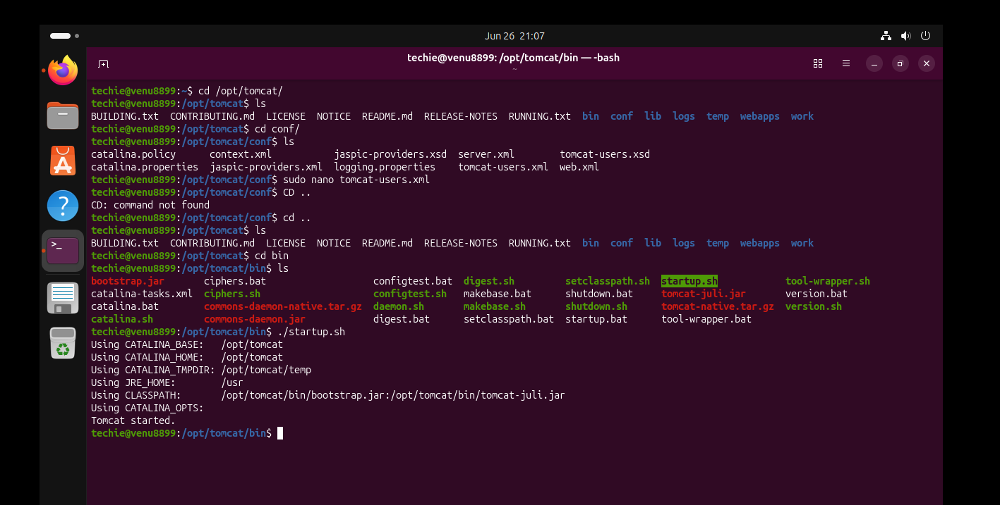 Jun 26 21:07
techie@venu8899: /opt/tomcat/bin — -bash
~
techie@venu8899:~$ cd /opt/tomcat/
techie@venu8899:/opt/tomcat$ ls
BUILDING.txt CONTRIBUTING.md LICENSE NOTICE README.md RELEASE-NOTES RUNNING.txt bin conf lib logs temp webapps work
techie@venu8899:/opt/tomcat$ cd conf/
techie@venu8899:/opt/tomcat/conf$ ls
catalina.policy context.xml jaspic-providers.xsd server.xml tomcat-users.xsd
catalina.properties jaspic-providers.xml logging.properties tomcat-users.xml web.xml
techie@venu8899:/opt/tomcat/conf$ sudo nano tomcat-users.xml
techie@venu8899:/opt/tomcat/conf$ CD ..
CD: command not found
techie@venu8899:/opt/tomcat/conf$ cd ..
techie@venu8899:/opt/tomcat$ ls
BUILDING.txt CONTRIBUTING.md LICENSE NOTICE README.md RELEASE-NOTES RUNNING.txt bin conf lib logs temp webapps work
techie@venu8899:/opt/tomcat$ cd bin
techie@venu8899:/opt/tomcat/bin$ ls
bootstrap.jar ciphers.bat configtest.bat digest.sh setclasspath.sh startup.sh tool-wrapper.sh
catalina-tasks.xml ciphers.sh configtest.sh makebase.bat shutdown.bat tomcat-juli.jar version.bat
catalina.bat commons-daemon-native.tar.gz daemon.sh makebase.sh shutdown.sh tomcat-native.tar.gz version.sh
catalina.sh commons-daemon.jar digest.bat setclasspath.bat startup.bat tool-wrapper.bat
techie@venu8899:/opt/tomcat/bin$ ./startup.sh
Using CATALINA_BASE: /opt/tomcat
Using CATALINA_HOME: /opt/tomcat
Using CATALINA_TMPDIR: /opt/tomcat/temp
Using JRE_HOME: /usr
Using CLASSPATH: /opt/tomcat/bin/bootstrap.jar:/opt/tomcat/bin/tomcat-juli.jar
Using CATALINA_OPTS:
Tomcat started.
techie@venu8899:/opt/tomcat/bin$